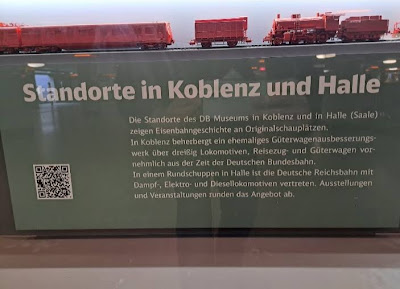 Standorte in Koblenz und Halle
Die Standorte des DB Museums in Koblenz und in Halle (Saale)
zeigen Eisenbahngeschichte an Originalschauplätzen.
In Koblenz beherbergt ein ehemaliges Güterwagenausbesserungs-
werk über dreißig Lokomotiven, Reisezug- und Güterwagen vor-
nehmlich aus der Zeit der Deutschen Bundesbahn.
In einem Rundschuppen in Halle ist die Deutsche Reichsbahn mit
Dampf-, Elektro- und Diesellokomotiven vertreten. Ausstellungen
und Veranstaltungen runden das Angebot ab.